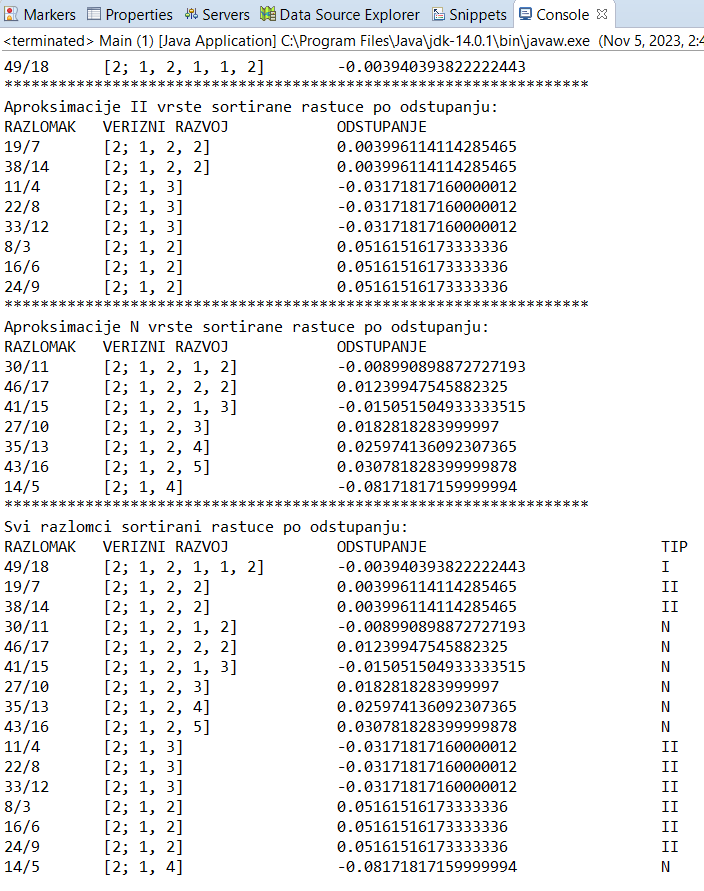 Markers Properties Servers Data Source Explorer Snippets Console
<terminated> Main (1) [Java Application] C:\Program Files\Java\jdk-14.0.1\bin\javaw.exe (Nov 5, 2023, 2:4
49/18 [2; 1, 2, 1, 1, 2] -0.003940393822222443
*****************************************************************
Aproksimacije II vrste sortirane rastuce po odstupanju:
RAZLOMAK VERIZNI RAZVOJ ODSTUPANJE
19/7 [2; 1, 2, 2] 0.003996114114285465
38/14 [2; 1, 2, 2] 0.003996114114285465
11/4 [2; 1, 3] -0.03171817160000012
22/8 [2; 1, 3] -0.03171817160000012
33/12 [2; 1, 3] -0.03171817160000012
8/3 [2; 1, 2] 0.05161516173333336
16/6 [2; 1, 2] 0.05161516173333336
24/9 [2; 1, 2] 0.05161516173333336
*****************************************************************
Aproksimacije N vrste sortirane rastuce po odstupanju:
RAZLOMAK VERIZNI RAZVOJ ODSTUPANJE
30/11 [2; 1, 2, 1, 2] -0.008990898872727193
46/17 [2; 1, 2, 2, 2] 0.01239947545882325
41/15 [2; 1, 2, 1, 3] -0.015051504933333515
27/10 [2; 1, 2, 3] 0.0182818283999997
35/13 [2; 1, 2, 4] 0.025974136092307365
43/16 [2; 1, 2, 5] 0.030781828399999878
14/5 [2; 1, 4] -0.08171817159999994
*****************************************************************
Svi razlomci sortirani rastuce po odstupanju:
RAZLOMAK VERIZNI RAZVOJ ODSTUPANJE TIP
49/18 [2; 1, 2, 1, 1, 2] -0.003940393822222443 I
19/7 [2; 1, 2, 2] 0.003996114114285465 II
38/14 [2; 1, 2, 2] 0.003996114114285465 II
30/11 [2; 1, 2, 1, 2] -0.008990898872727193 N
46/17 [2; 1, 2, 2, 2] 0.01239947545882325 N
41/15 [2; 1, 2, 1, 3] -0.015051504933333515 N
27/10 [2; 1, 2, 3] 0.0182818283999997 N
35/13 [2; 1, 2, 4] 0.025974136092307365 N
43/16 [2; 1, 2, 5] 0.030781828399999878 N
11/4 [2; 1, 3] -0.03171817160000012 II
22/8 [2; 1, 3] -0.03171817160000012 II
33/12 [2; 1, 3] -0.03171817160000012 II
8/3 [2; 1, 2] 0.05161516173333336 II
16/6 [2; 1, 2] 0.05161516173333336 II
24/9 [2; 1, 2] 0.05161516173333336 II
14/5 [2; 1, 4] -0.08171817159999994 N